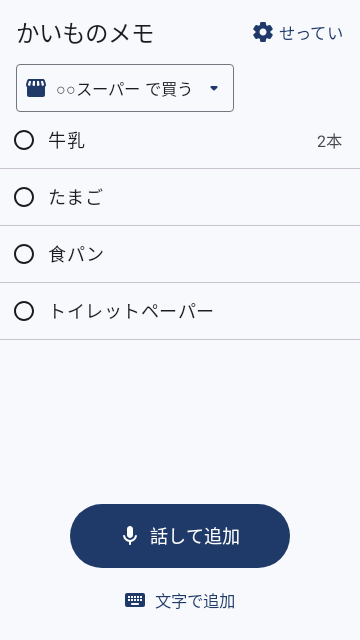 かいものメモ せってい
○○スーパー で買う
牛乳 2本
たまご
食パン
トイレットペーパー
話して追加
文字で追加